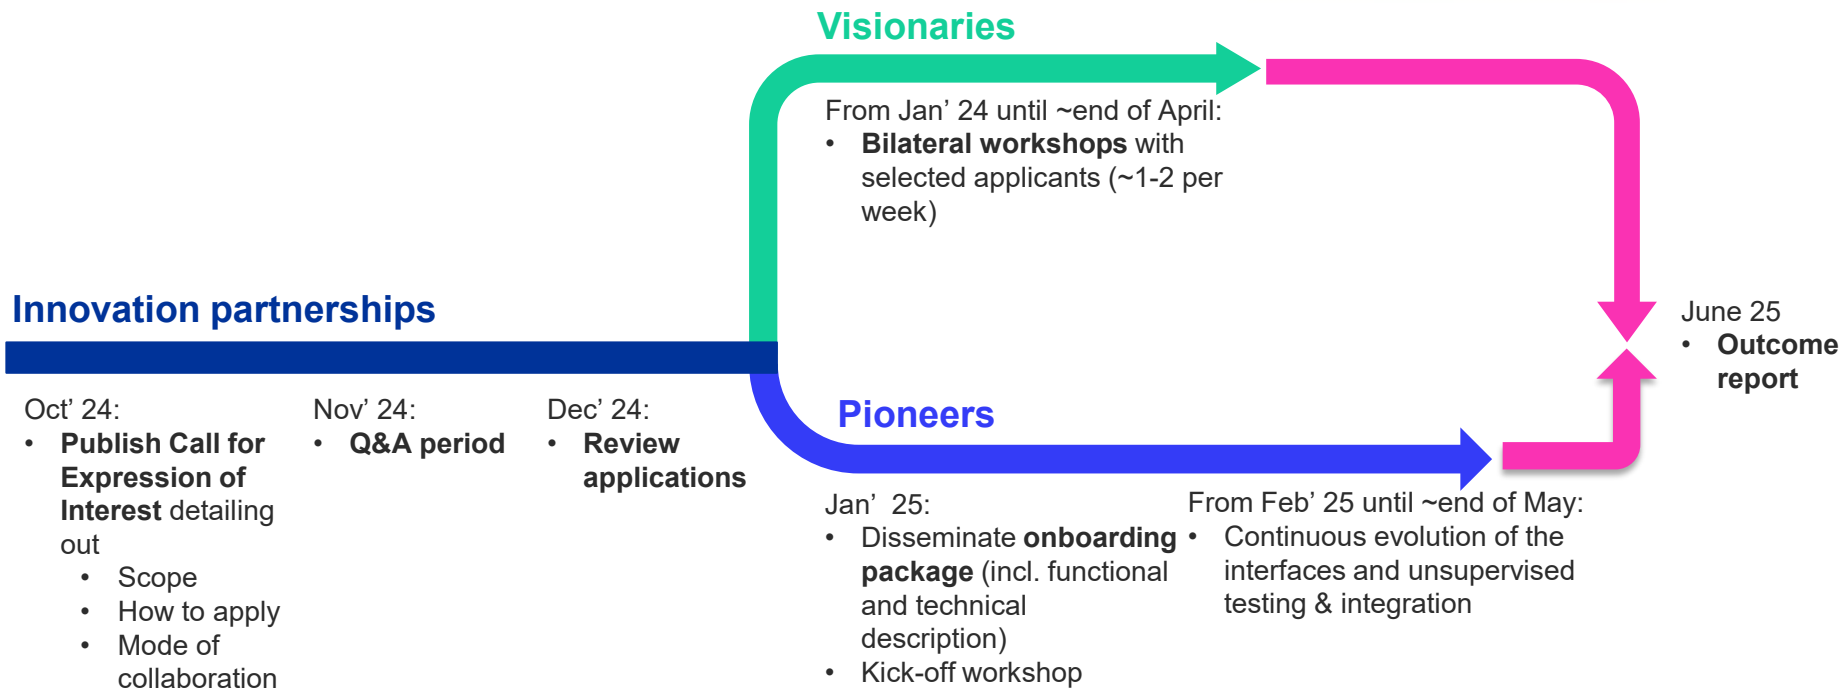 Visionaries
From Jan’ 24 until ~end of April:
• Bilateral workshops with
selected applicants (~1-2 per
week)
Innovation partnerships
Oct’ 24:
• Publish Call for
Expression of
Interest detailing
out
• Scope
• How to apply
• Mode of
collaboration
Nov’ 24:
• Q&A period
Dec’ 24:
• Review
applications
Pioneers
Jan’  25:
• Disseminate onboarding
package (incl. functional
and technical
description)
• Kick-off workshop
From Feb’ 25 until ~end of May:
• Continuous evolution of the
interfaces and unsupervised
testing & integration
June 25
• Outcome
report